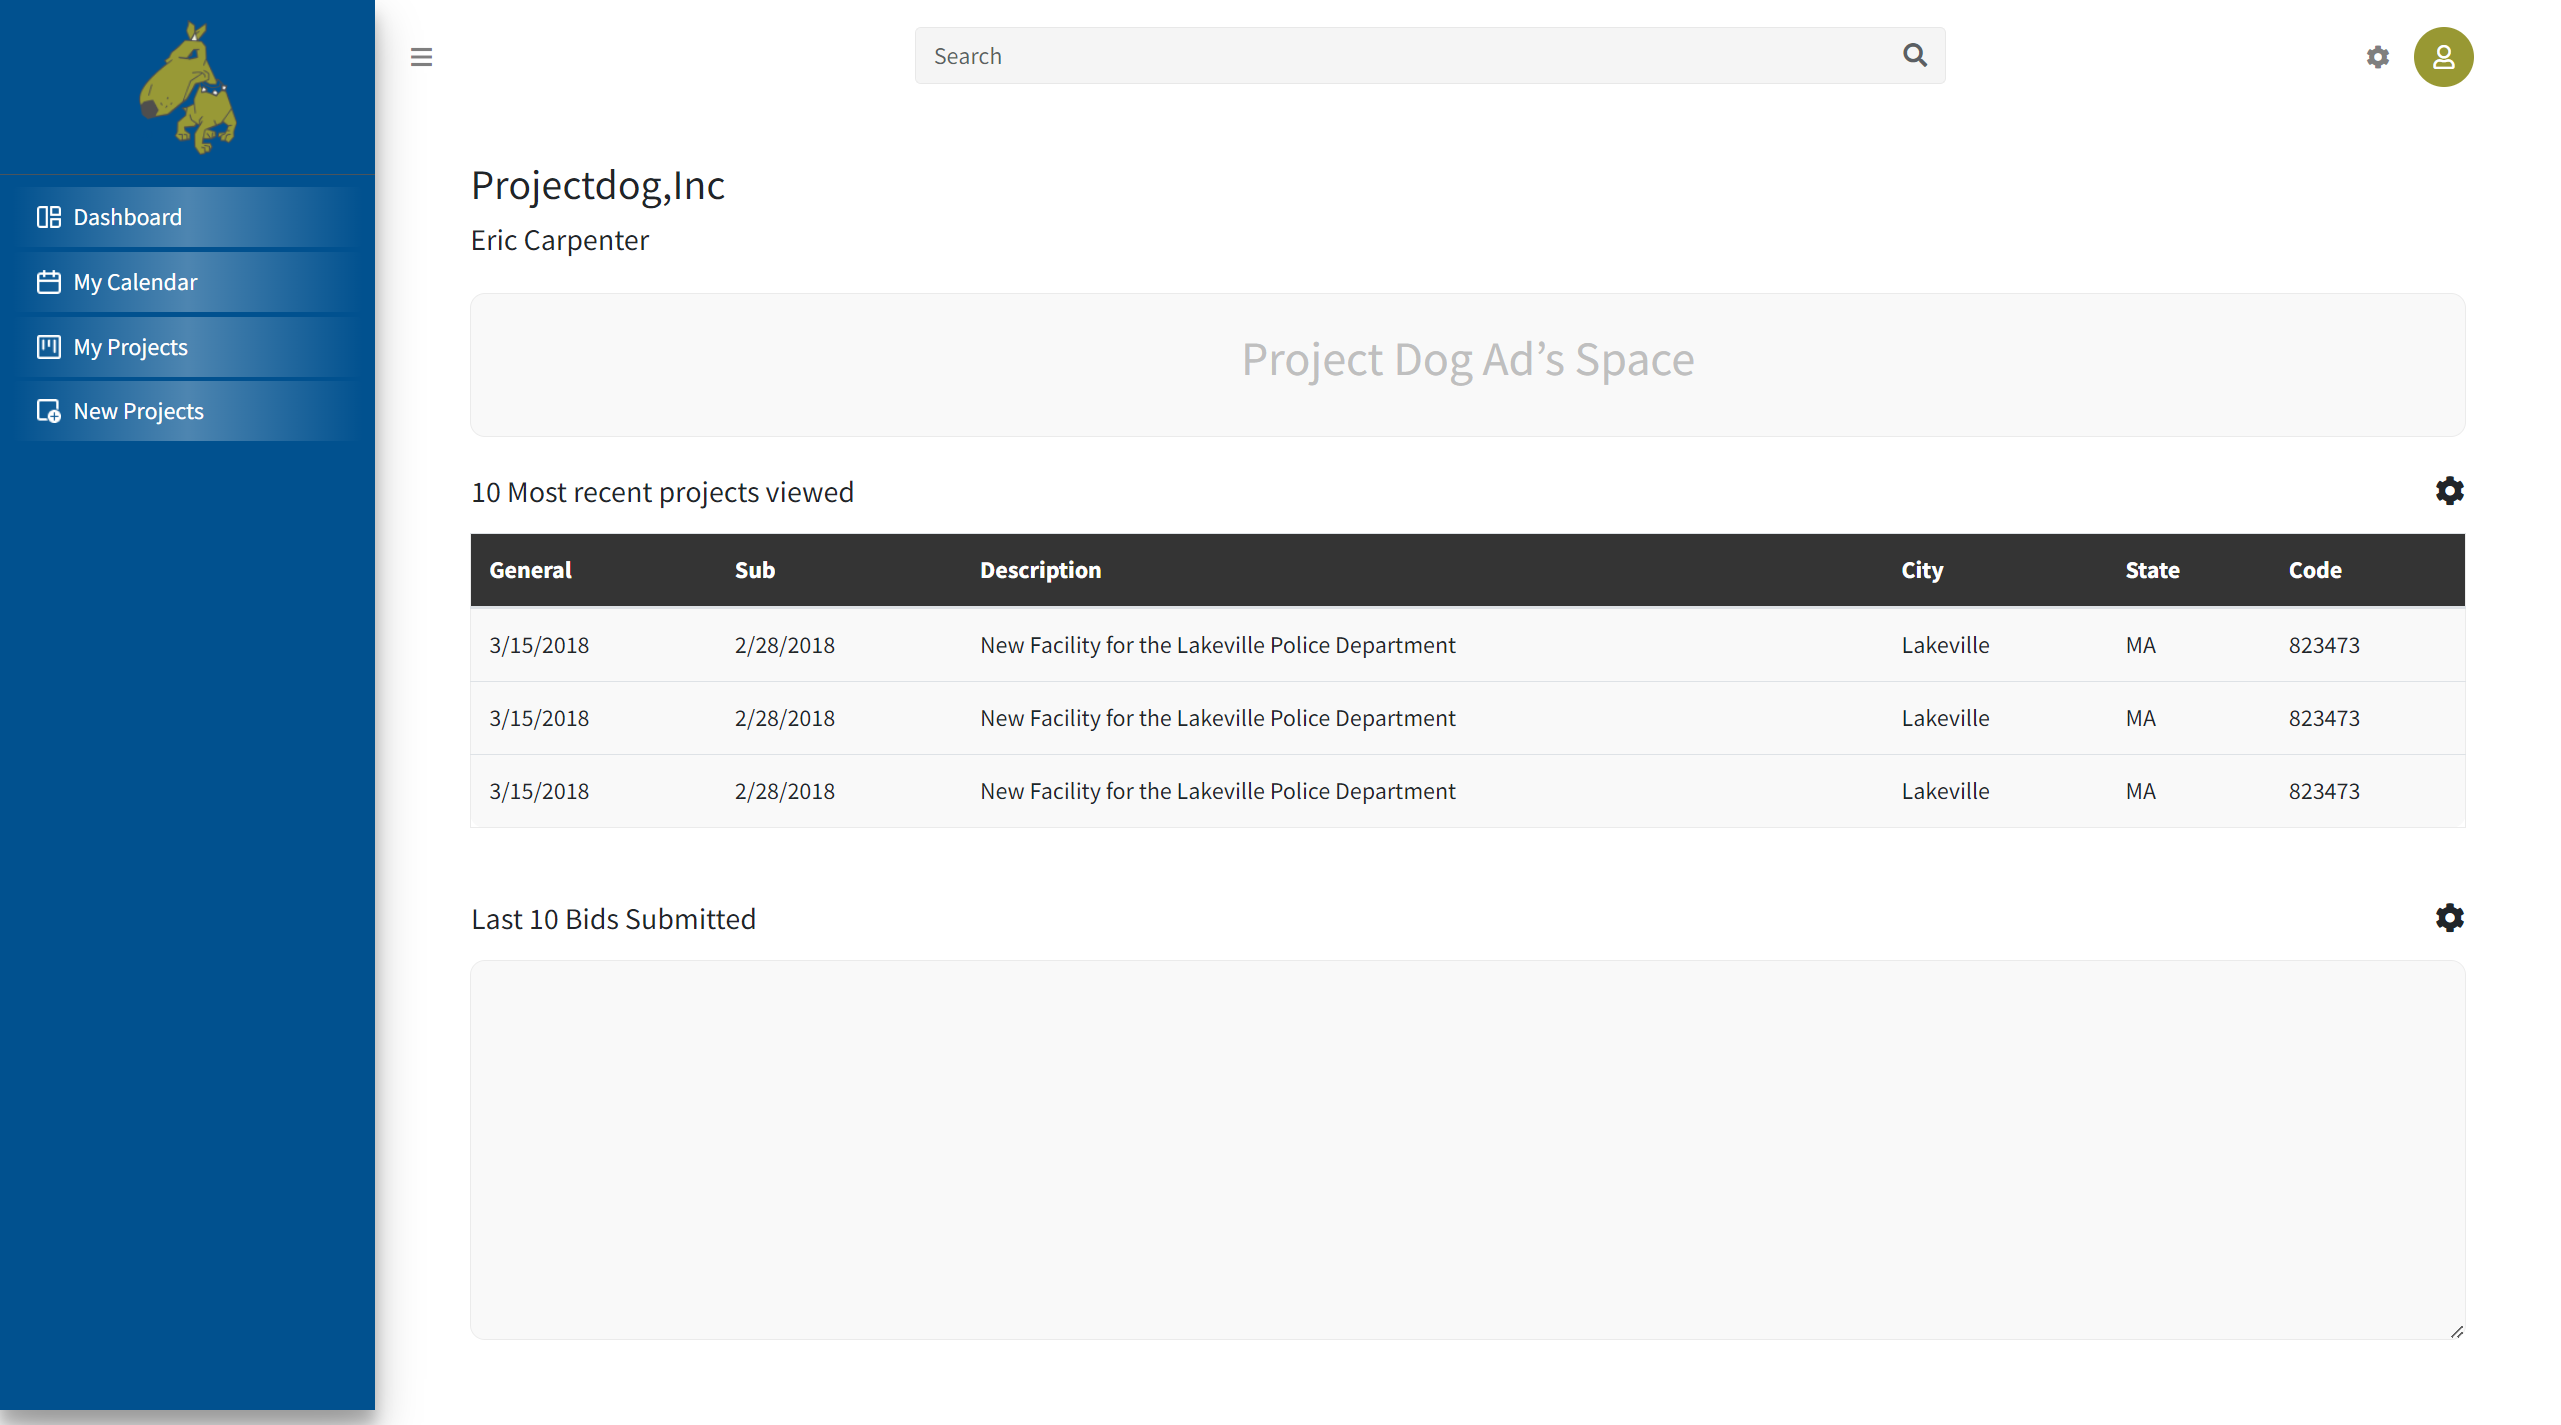 Search
Dashboard
My Calendar
My Projects
New Projects
Projectdog,Inc
Eric Carpenter
Project Dog Ad’s Space
10 Most recent projects viewed
General Sub Description City State Code
3/15/2018 2/28/2018 New Facility for the Lakeville Police Department Lakeville MA 823473
3/15/2018 2/28/2018 New Facility for the Lakeville Police Department Lakeville MA 823473
3/15/2018 2/28/2018 New Facility for the Lakeville Police Department Lakeville MA 823473
Last 10 Bids Submitted